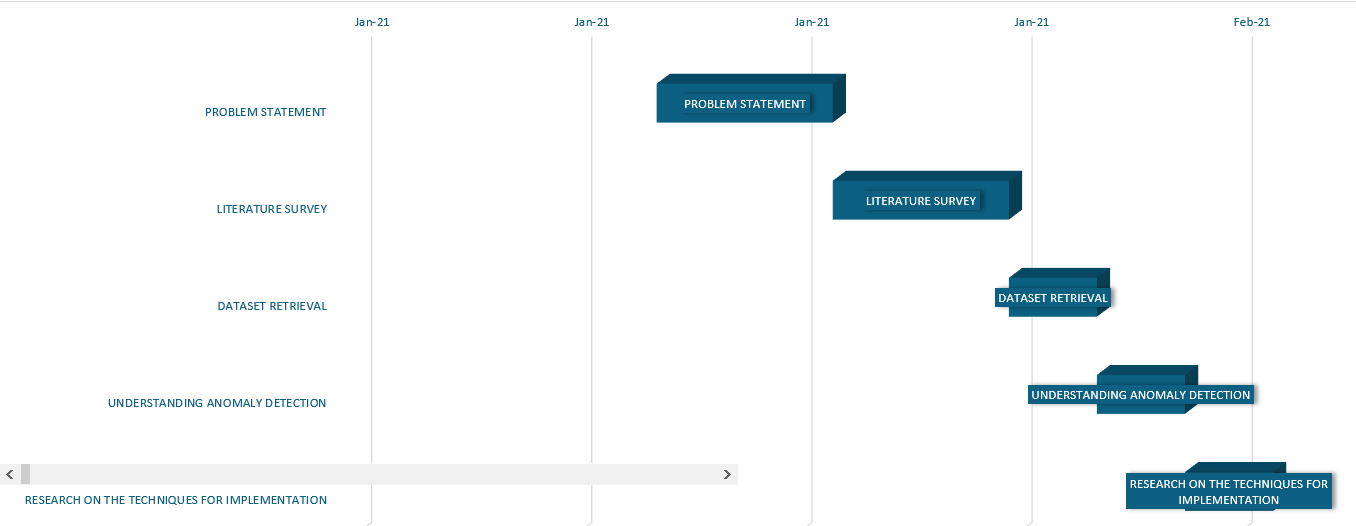 Jan-21 Jan-21 Jan-21 Jan-21 Feb-21
PROBLEM STATEMENT PROBLEM STATEMENT
LITERATURE SURVEY LITERATURE SURVEY
DATASET RETRIEVAL DATASET RETRIEVAL
UNDERSTANDING ANOMALY DETECTION UNDERSTANDING ANOMALY DETECTION
RESEARCH ON THE TECHNIQUES FOR IMPLEMENTATION
RESEARCH ON THE TECHNIQUES FOR
IMPLEMENTATION